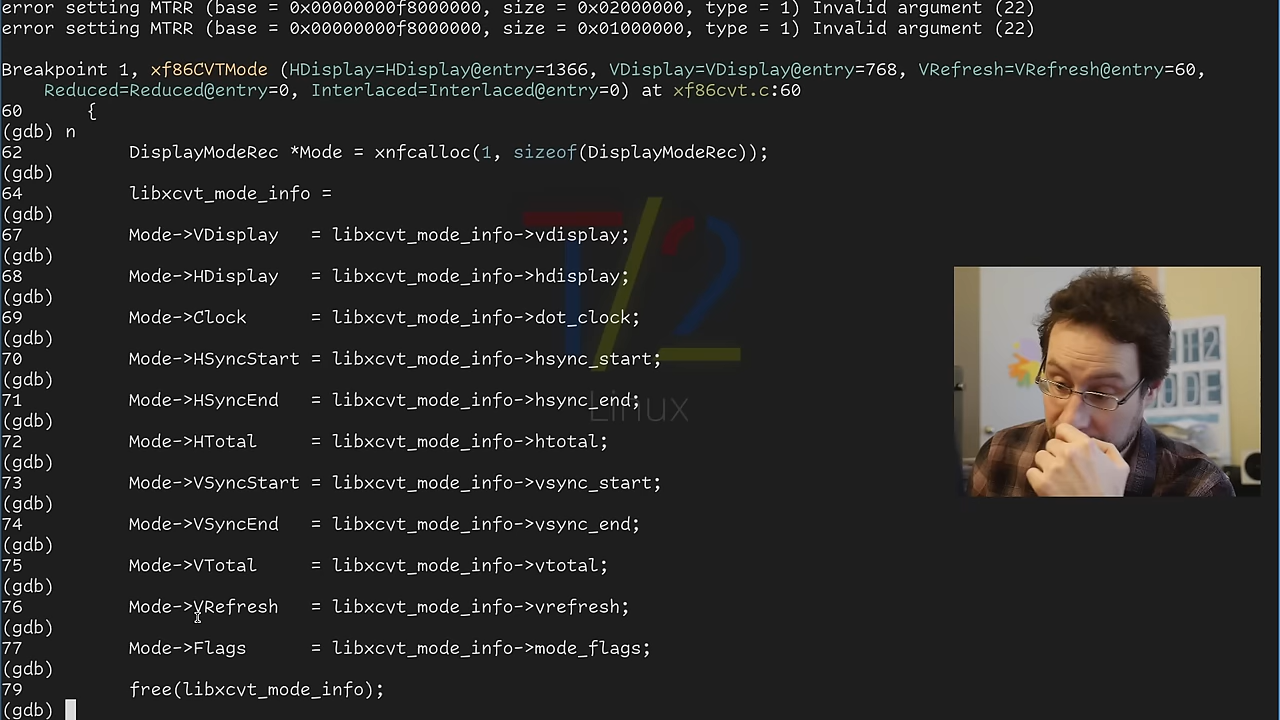 error setting MTRR (base = 0x00000000f8000000, size = 0x02000000, type = 1) Invalid argument (22)
error setting MTRR (base = 0x00000000f8000000, size = 0x01000000, type = 1) Invalid argument (22)
Breakpoint 1, xf86CVTMode (HDisplay=HDisplay@entry=1366, VDisplay=VDisplay@entry=768, VRefresh=VRefresh@entry=60,
Reduced=Reduced@entry=0, Interlaced=Interlaced@entry=0) at xf86cvt.c:60
60 {
(gdb) n
62 DisplayModeRec *Mode = xnfcalloc(1, sizeof(DisplayModeRec));
(gdb)
64 libxcvt_mode_info =
(gdb)
67 Mode->VDisplay = libxcvt_mode_info->vdisplay;
(gdb)
68 Mode->HDisplay = libxcvt_mode_info->hdisplay;
(gdb)
69 Mode->Clock = libxcvt_mode_info->dot_clock;
(gdb)
70 Mode->HSyncStart = libxcvt_mode_info->hsync_start;
(gdb)
71 Mode->HSyncEnd = libxcvt_mode_info->hsync_end;
(gdb)
72 Mode->HTotal = libxcvt_mode_info->htotal;
(gdb)
73 Mode->VSyncStart = libxcvt_mode_info->vsync_start;
(gdb)
74 Mode->VSyncEnd = libxcvt_mode_info->vsync_end;
(gdb)
75 Mode->VTotal = libxcvt_mode_info->vtotal;
(gdb)
76 Mode->VRefresh = libxcvt_mode_info->vrefresh;
(gdb)
77 Mode->Flags = libxcvt_mode_info->mode_flags;
(gdb)
79 free(libxcvt_mode_info);
(gdb)
T/2
Linux